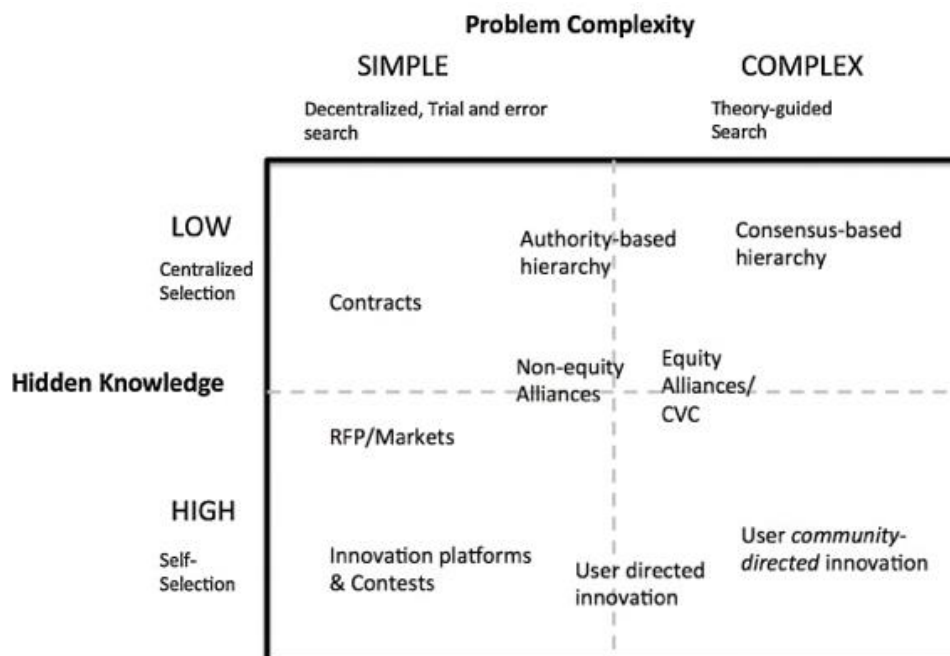 Problem Complexity
SIMPLE
COMPLEX
Decentralized, Trial and error
search
Theory-guided
Search
LOW
Centralized
Selection
Authority-based
hierarchy
Consensus-based
hierarchy
Contracts
Hidden Knowledge
Non-equity
Alliances
Equity
Alliances/
CVC
RFP/Markets
HIGH
Self-
Selection
Innovation platforms
& Contests
User directed
innovation
User community-
directed innovation